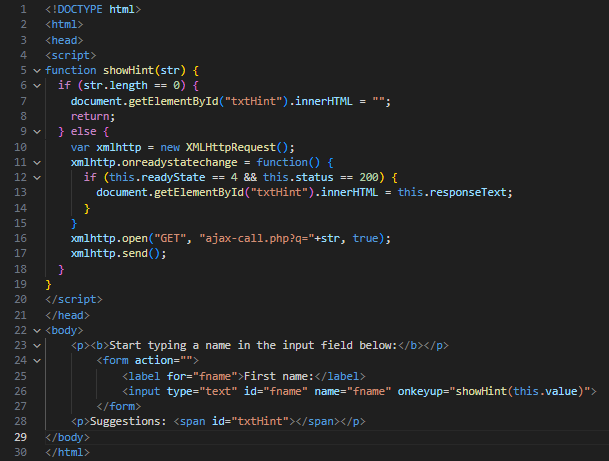 1 <!DOCTYPE html>
2 <html>
3 <head>
4 <script>
5 function showHint(str) {
6 if (str.length == 0) {
7 document.getElementById("txtHint").innerHTML = "";
8 return;
9 } else {
10 var xmlhttp = new XMLHttpRequest();
11 xmlhttp.onreadystatechange = function() {
12 if (this.readyState == 4 && this.status == 200) {
13 document.getElementById("txtHint").innerHTML = this.responseText;
14 }
15 }
16 xmlhttp.open("GET", "ajax-call.php?q="+str, true);
17 xmlhttp.send();
18 }
19 }
20 </script>
21 </head>
22 <body>
23 <p><b>Start typing a name in the input field below:</b></p>
24 <form action="">
25 <label for="fname">First name:</label>
26 <input type="text" id="fname" name="fname" onkeyup="showHint(this.value)">
27 </form>
28 <p>Suggestions: <span id="txtHint"></span></p>
29 </body>
30 </html>